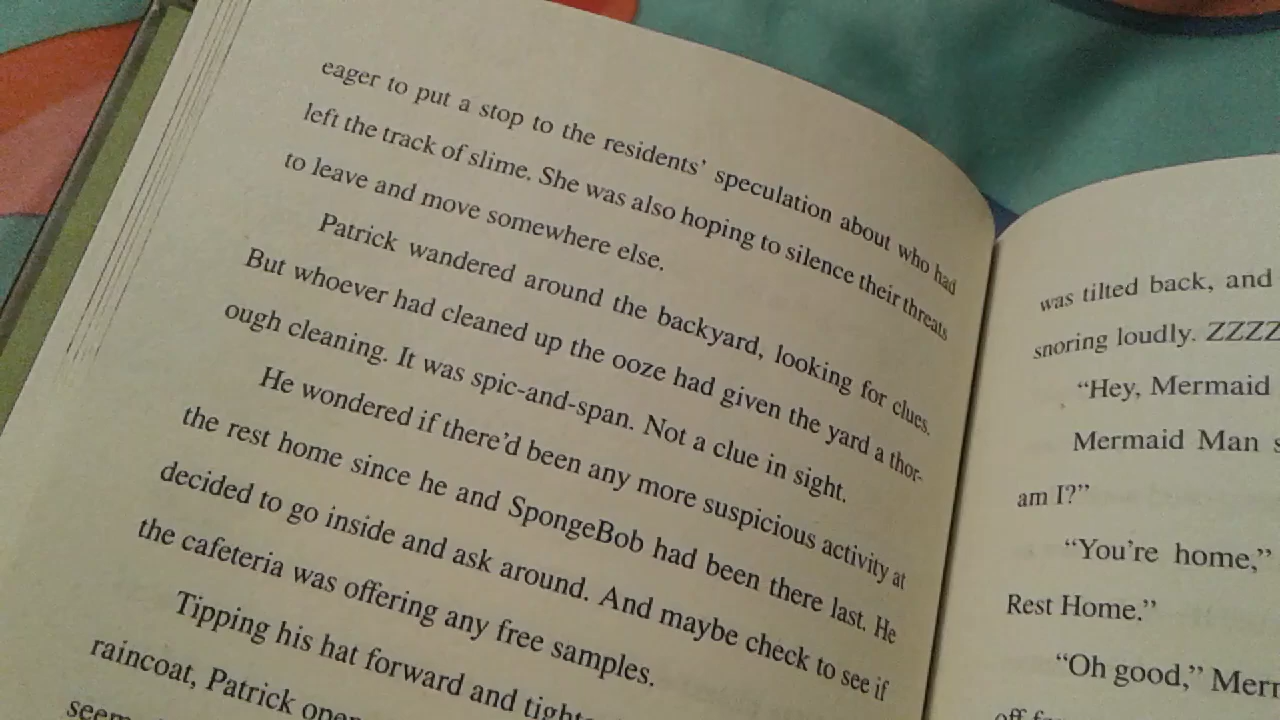 eager to put a stop to the residents' speculation about who had
left the track of slime. She was also hoping to silence their threats
to leave and move somewhere else.
Patrick wandered around the backyard, looking for clues.
But whoever had cleaned up the ooze had given the yard a thor-
ough cleaning. It was spic-and-span. Not a clue in sight.
He wondered if there'd been any more suspicious activity at
the rest home since he and SpongeBob had been there last. He
decided to go inside and ask around. And maybe check to see if
the cafeteria was offering any free samples.
Tipping his hat forward and
raincoat, Patrick
was tilted back, and
snoring loudly. ZZZZ
"Hey, Mermaid
Mermaid Man
am I?"
"You're home,"
Rest Home."
"Oh good,"
off